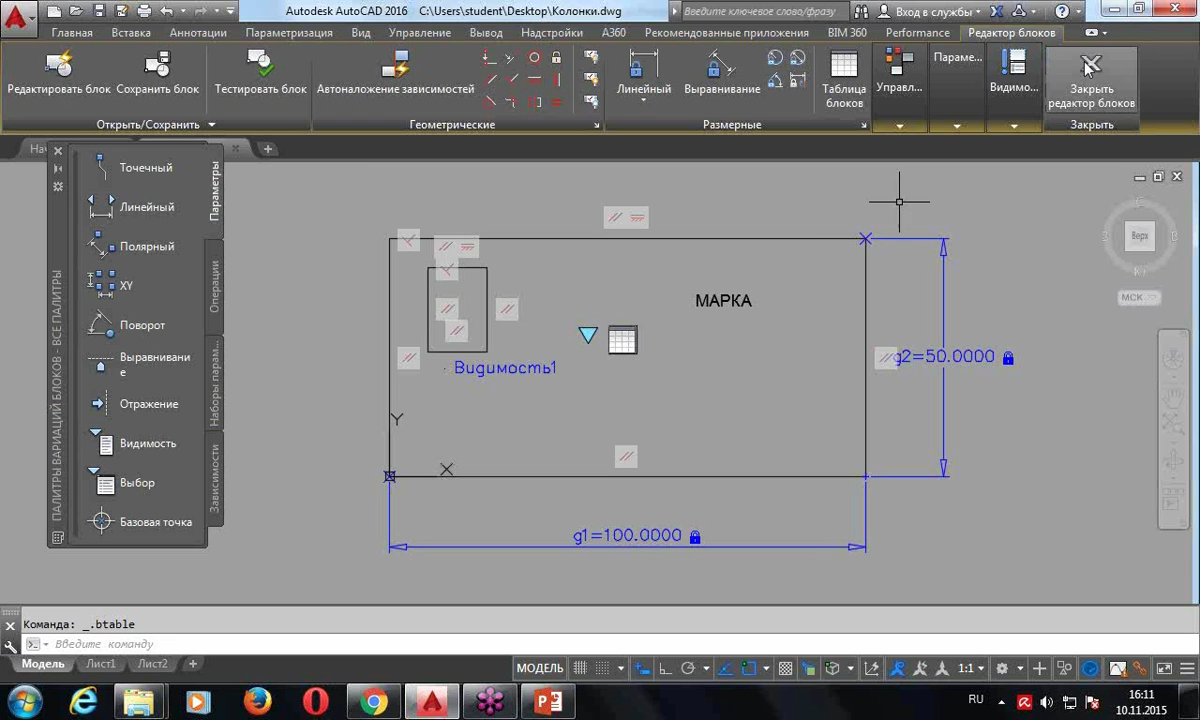 Autodesk AutoCAD 2016 C:\Users\student\Desktop\Колонки.dwg
Введите ключевое слово/фразу
Вход в службы
Главная Вставка Аннотации Параметризация Вид Управление Вывод Надстройки A360 Рекомендованные приложения BIM 360 Performance Редактор блоков
Редактировать блок Сохранить блок
Тестировать блок
Автоналожение зависимостей
Линейный Выравнивание
Таблица
блоков
Управл...
Параме...
Видимо...
Закрыть
редактор блоков
Открыть/Сохранить
Геометрические
Размерные
Закрыть
Точечный
Линейный
Полярный
XY
Поворот
Выравнивани
е
Отражение
Видимость
Выбор
Базовая точка
Параметры
Операции
Наборы парам...
Зависимости
ПАЛИТРЫ ВАРИАЦИЙ БЛОКОВ - ВСЕ ПАЛИТРЫ
МАРКА
Видимость1
Y
X
g2=50.0000
g1=100.0000
Верх
МСК
Команда: _.btable
Введите команду
Модель Лист1 Лист2
МОДЕЛЬ
1:1
RU
16:11
10.11.2015